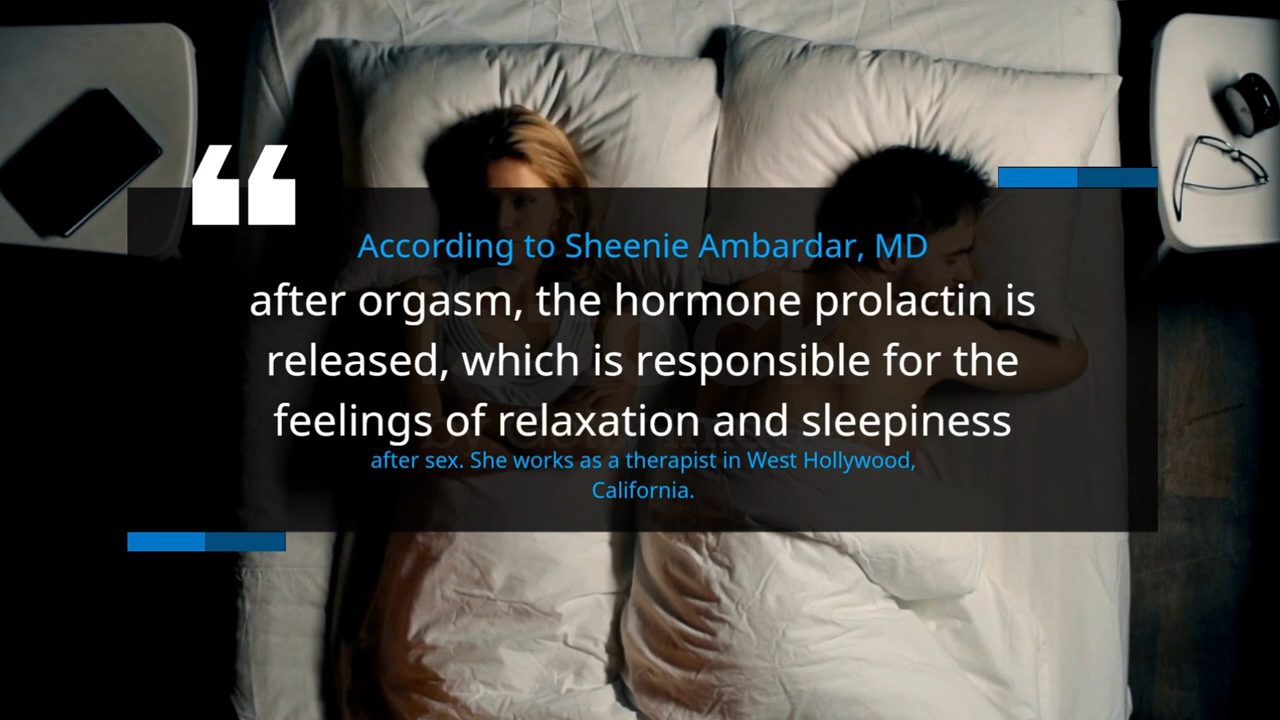 According to Sheenie Ambardar, MD
after orgasm, the hormone prolactin is
released, which is responsible for the
feelings of relaxation and sleepiness
after sex. She works as a therapist in West Hollywood,
California.